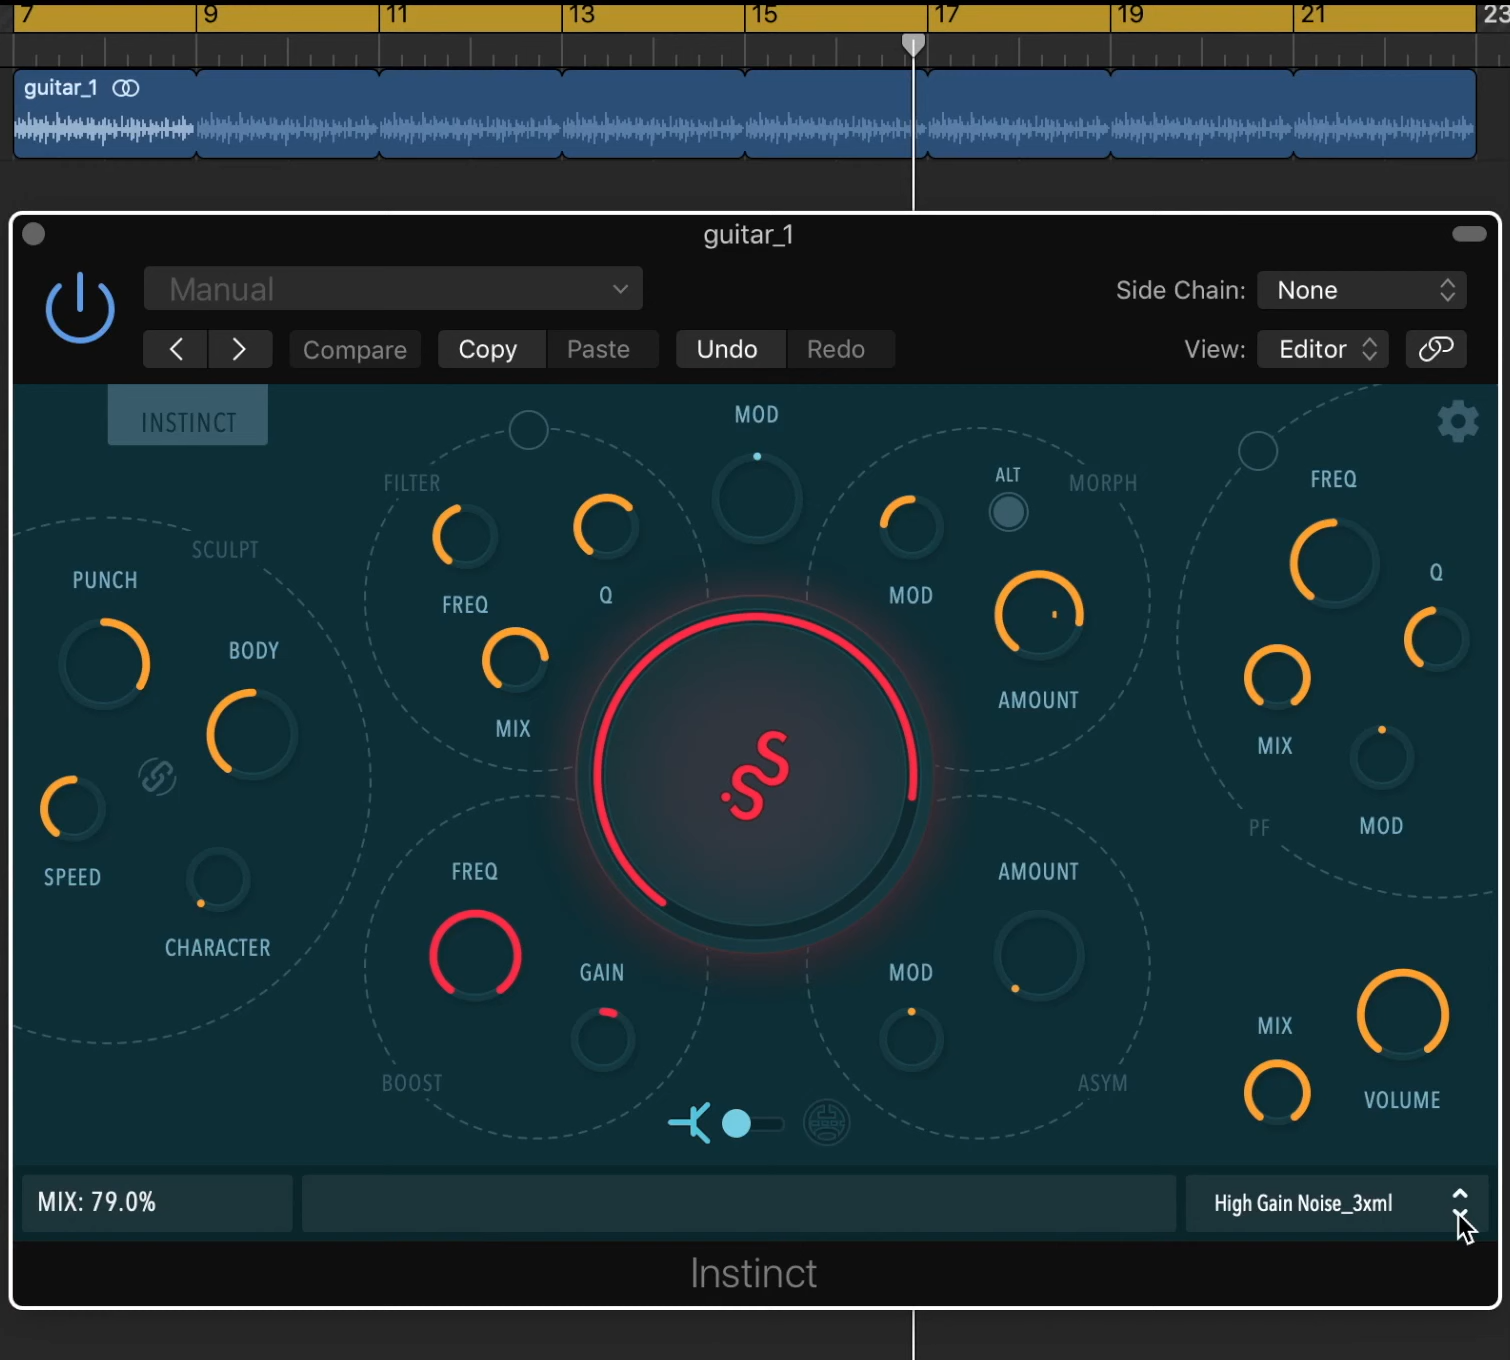 7 9 11 13 15 17 19 21 23
guitar_1
guitar_1
Manual
Side Chain: None
Compare Copy Paste Undo Redo
View: Editor
INSTINCT
MOD
FILTER
ALT
MORPH
FREQ
SCULPT
PUNCH
Q
FREQ
Q
MOD
BODY
AMOUNT
MIX
MIX
MOD
PF
SPEED
FREQ
AMOUNT
CHARACTER
GAIN
MOD
MIX
BOOST
ASYM
VOLUME
MIX: 79.0%
High Gain Noise_3xml
Instinct